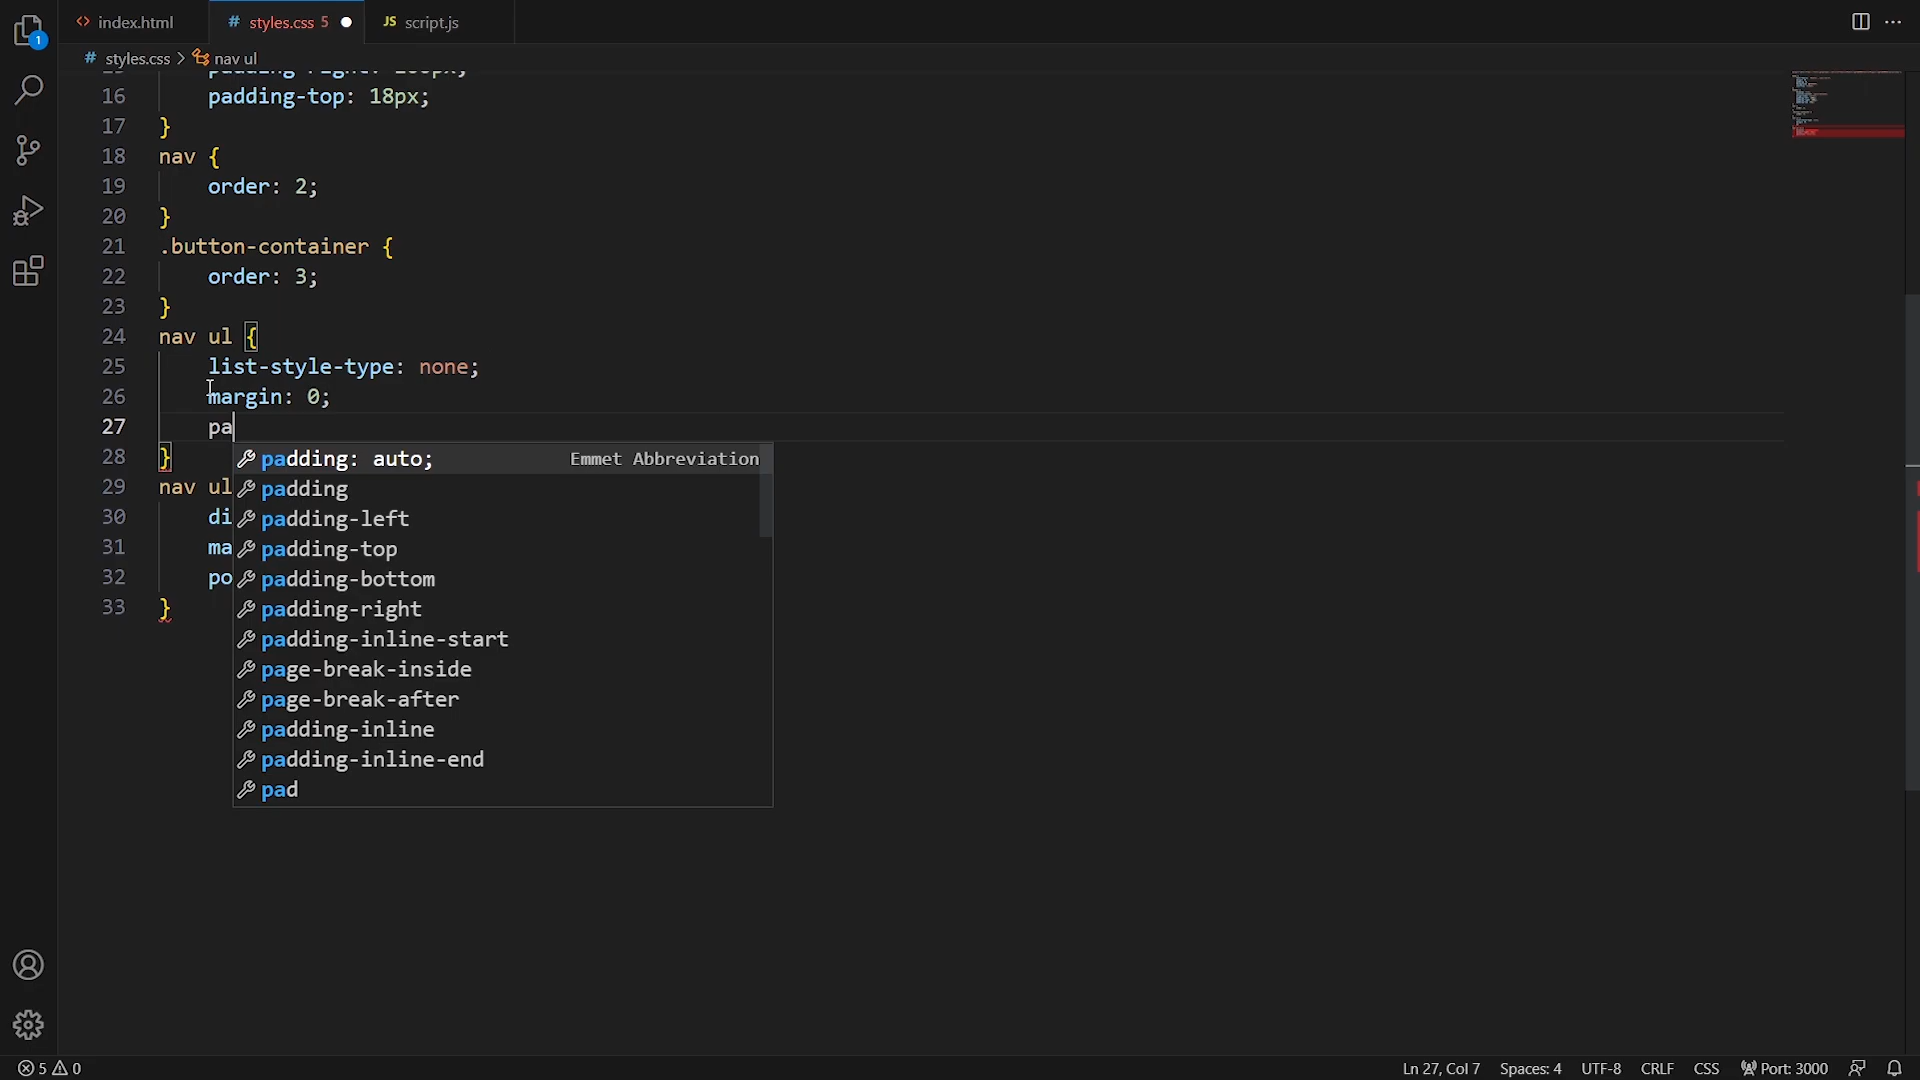 1
index.html
# styles.css 5
JS script.js
# styles.css > nav ul
16 padding-top: 18px;
17 }
18 nav {
19 order: 2;
20 }
21 .button-container {
22 order: 3;
23 }
24 nav ul {
25 list-style-type: none;
26 margin: 0;
27 pa
28 }
padding: auto; Emmet Abbreviation
29 nav ul
padding
30 di
padding-left
31 ma
padding-top
32 po
padding-bottom
33 }
padding-right
padding-inline-start
page-break-inside
page-break-after
padding-inline
padding-inline-end
pad
5 0
Ln 27, Col 7 Spaces: 4 UTF-8 CRLF CSS Port: 3000